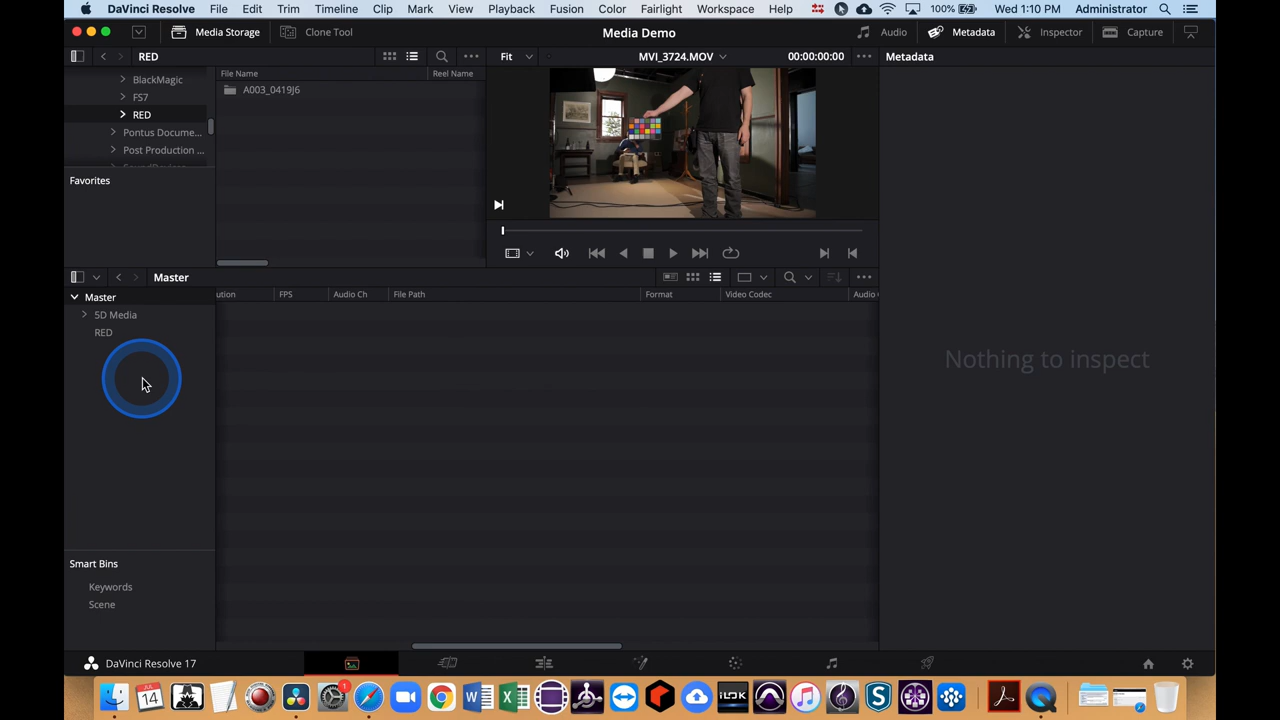 DaVinci Resolve File Edit Trim Timeline Clip Mark View Playback Fusion Color Fairlight Workspace Help 100% Wed 1:10 PM Administrator
Media Storage Clone Tool Media Demo Audio Metadata Inspector Capture
RED Fit MVI_3724.MOV 00:00:00:00 Metadata
File Name Reel Name
BlackMagic
A003_0419J6
FS7
RED
Pontus Docume...
Post Production ...
Favorites
Master
Master
ution FPS Audio Ch File Path Format Video Codec Audio
5D Media
RED
Nothing to inspect
Smart Bins
Keywords
Scene
DaVinci Resolve 17
JUL
14
1
W
X
iLOK
S